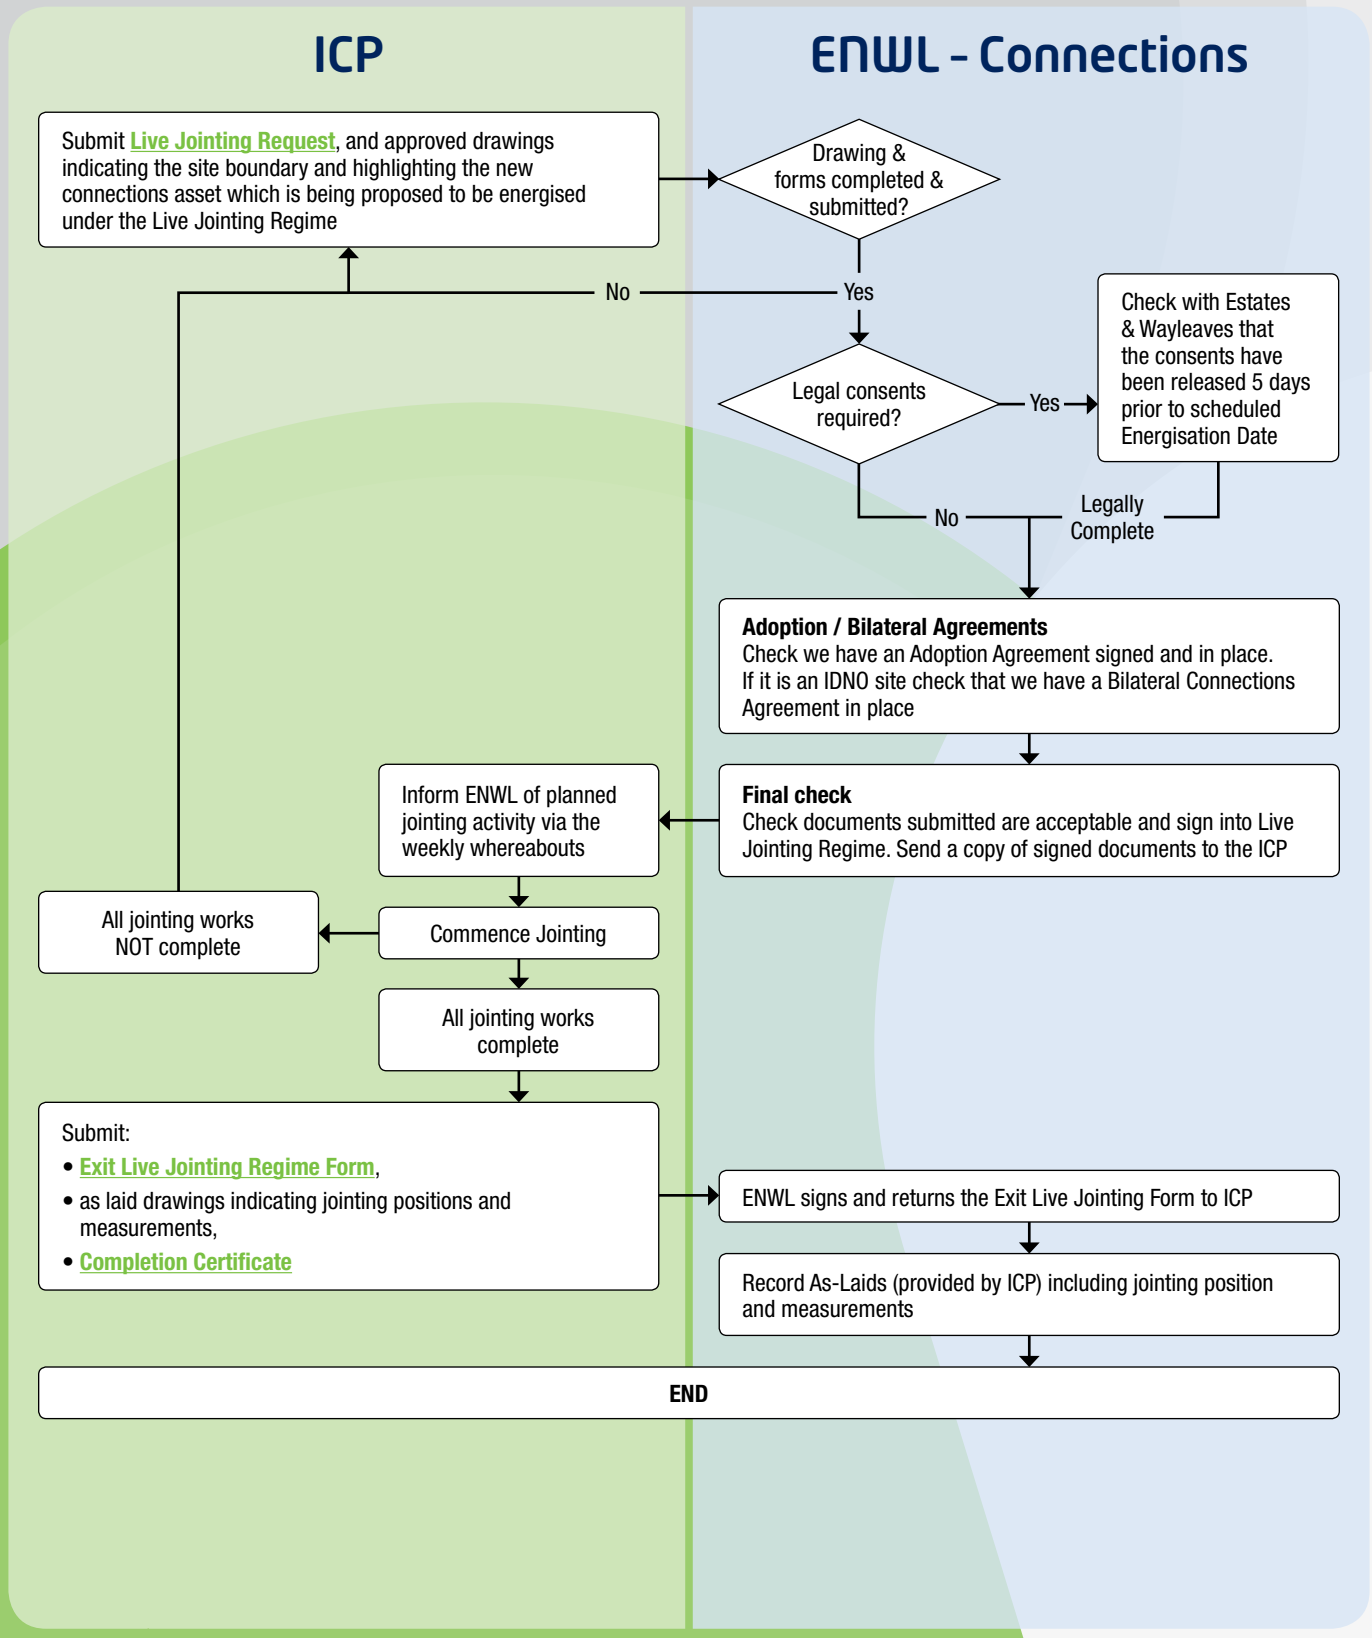 ICP
ENWL - Connections
Submit Live Jointing Request, and approved drawings
indicating the site boundary and highlighting the new
connections asset which is being proposed to be energised
under the Live Jointing Regime
Drawing &
forms completed &
submitted?
No
Yes
Check with Estates
& Wayleaves that
the consents have
been released 5 days
prior to scheduled
Energisation Date
Legal consents
required?
Yes
No
Legally
Complete
Adoption / Bilateral Agreements
Check we have an Adoption Agreement signed and in place.
If it is an IDNO site check that we have a Bilateral Connections
Agreement in place
Inform ENWL of planned
jointing activity via the
weekly whereabouts
Final check
Check documents submitted are acceptable and sign into Live
Jointing Regime. Send a copy of signed documents to the ICP
All jointing works
NOT complete
Commence Jointing
All jointing works
complete
Submit:
• Exit Live Jointing Regime Form,
• as laid drawings indicating jointing positions and
measurements,
• Completion Certificate
ENWL signs and returns the Exit Live Jointing Form to ICP
Record As-Laids (provided by ICP) including jointing position
and measurements
END